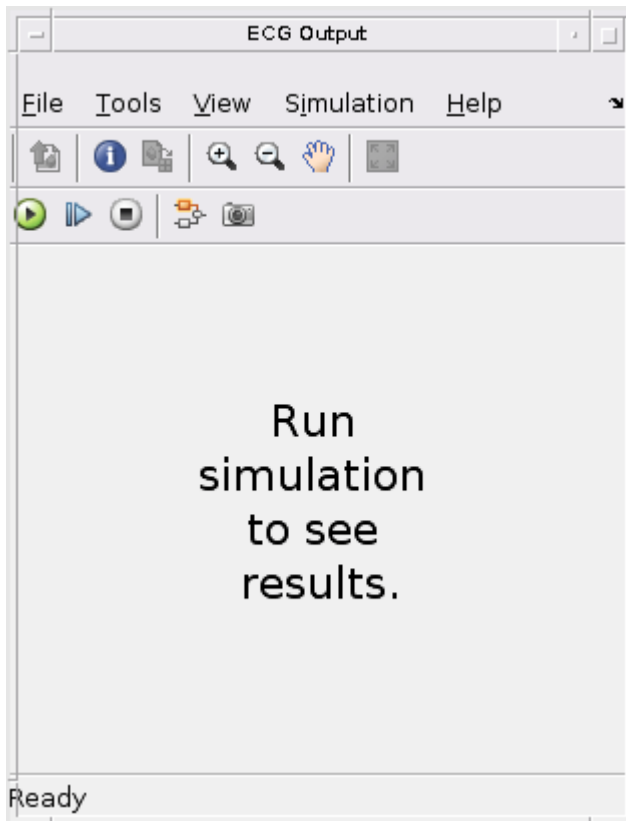 ECG Output
File Tools View Simulation Help
Run
simulation
to see
results.
Ready